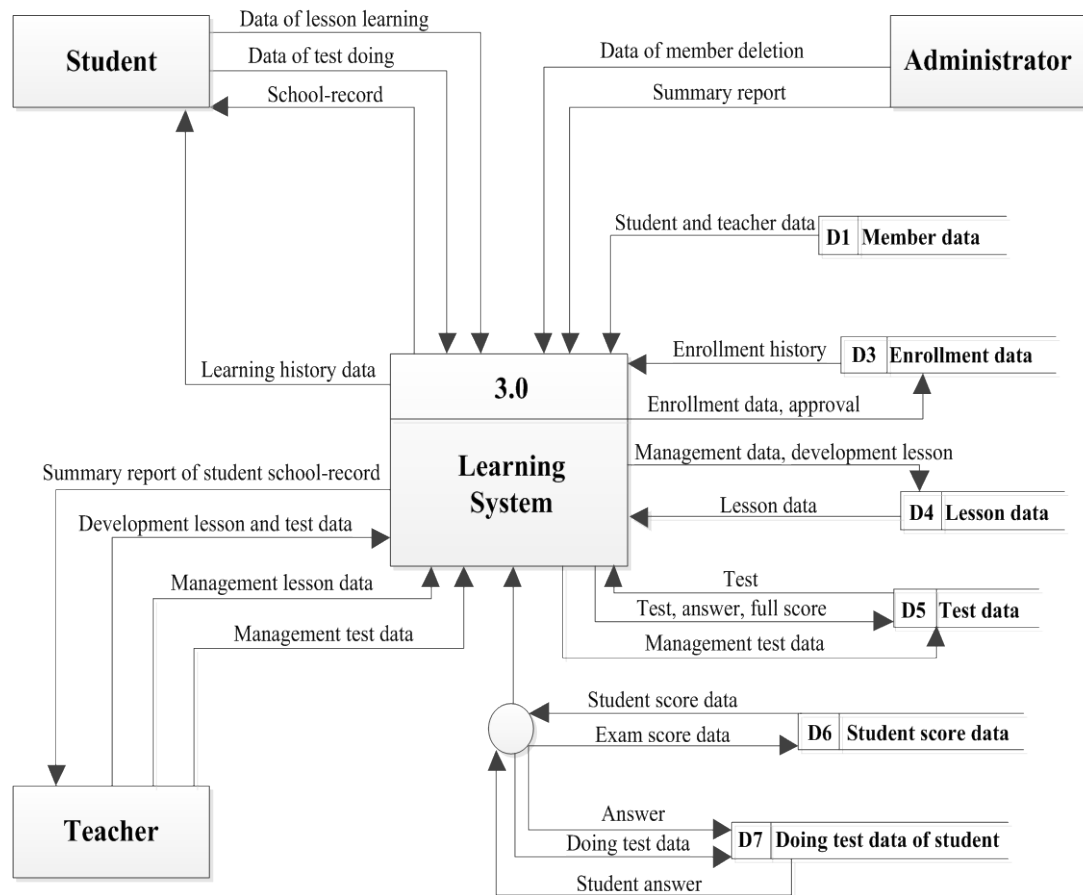 Data of lesson learning
Student
Data of test doing
School-record
Data of member deletion
Administrator
Summary report
Student and teacher data
D1 Member data
Learning history data
3.0
Learning
System
Enrollment history
D3 Enrollment data
Enrollment data, approval
Management data, development lesson
Lesson data
D4 Lesson data
Summary report of student school-record
Development lesson and test data
Management lesson data
Management test data
Test
Test, answer, full score
D5 Test data
Management test data
Student score data
Exam score data
D6 Student score data
Teacher
Answer
Doing test data
D7 Doing test data of student
Student answer